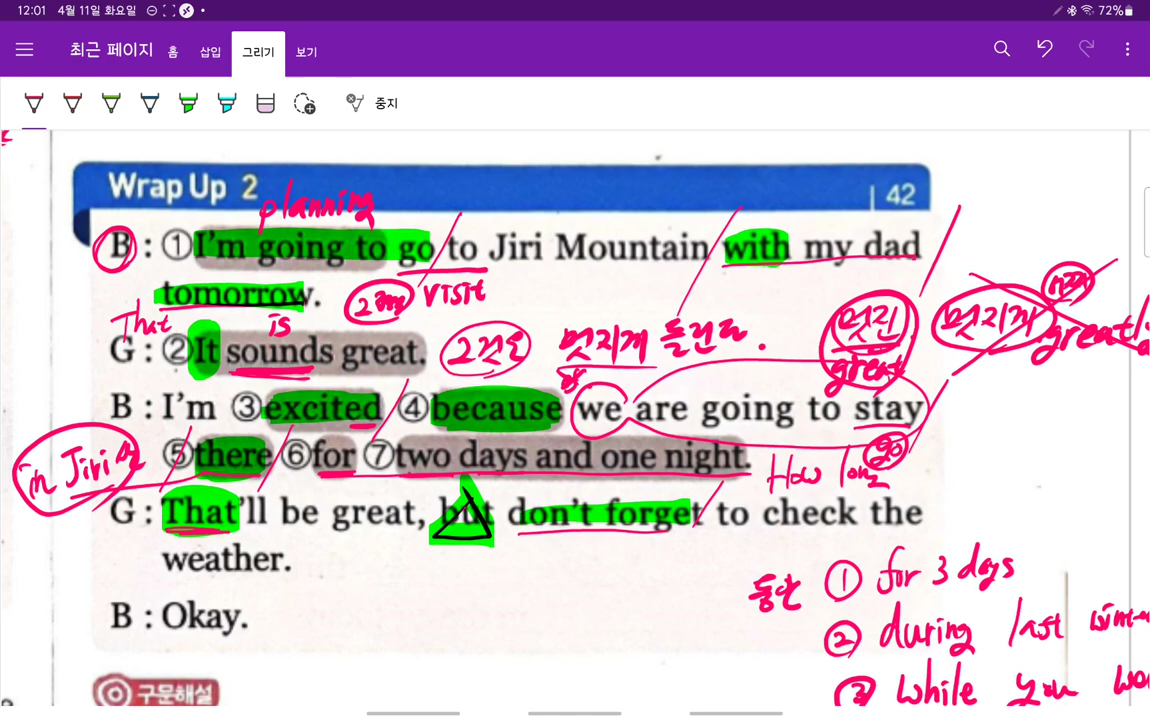 12:01 4월 11일 화요일
72%
최근 페이지 홈 삽입 그리기 보기
중지
Wrap Up 2
42
planning
B : ①I'm going to go to Jiri Mountain with my dad
tomorrow.
visit
That
is
G : ②It sounds great.
그것은 멋지게 들린다.
멋진
great
멋지게
great
B : I'm ③excited ④because we are going to stay
⑤there ⑥for ⑦two days and one night.
in Jiri산
How long
G : That'll be great, but don't forget to check the
weather.
B : Okay.
동안 ① for 3 days
② during last
③ while you
구문해설